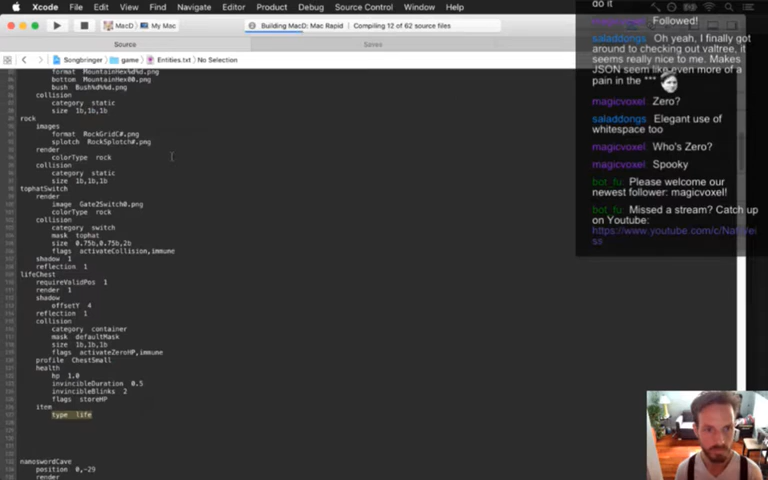 Xcode File Edit View Find Navigate Editor Product Debug Source Control Window Help
MacD My Mac Building MacD: Mac Rapid Compiling 12 of 62 source files
Source Saves
Songbringer game Entities.txt No Selection
format MountainHex%d%d.png
bottom MountainHex00.png
bush Bush%d%d.png
collision
category static
size 1b,1b,1b
rock
images
format RockGridC#.png
splotch RockSplotch#.png
render
colorType rock
collision
category static
size 1b,1b,1b
tophatSwitch
render
image Gate2Switch0.png
colorType rock
collision
category switch
mask tophat
size 0.75b,0.75b,2b
flags activateCollision,immune
shadow 1
reflection 1
lifeChest
requireValidPos 1
render 1
shadow
offsetY 4
reflection 1
collision
category container
mask defaultMask
size 1b,1b,1b
flags activateZeroHP,immune
profile ChestSmall
health
hp 1.0
invincibleDuration 0.5
invincibleBlinks 2
flags storeHP
item
type life
nanoswordCave
position 0,-29
render
do it
magicvoxel Followed!
saladdongs Oh yeah, I finally got
around to checking out valtree, it
seems really nice to me. Makes
JSON seem like even more of a
pain in the ***
magicvoxel Zero?
saladdongs Elegant use of
whitespace too
magicvoxel Who's Zero?
magicvoxel Spooky
bot_fu: Please welcome our
newest follower: magicvoxel!
bot_fu: Missed a stream? Catch up
on Youtube: